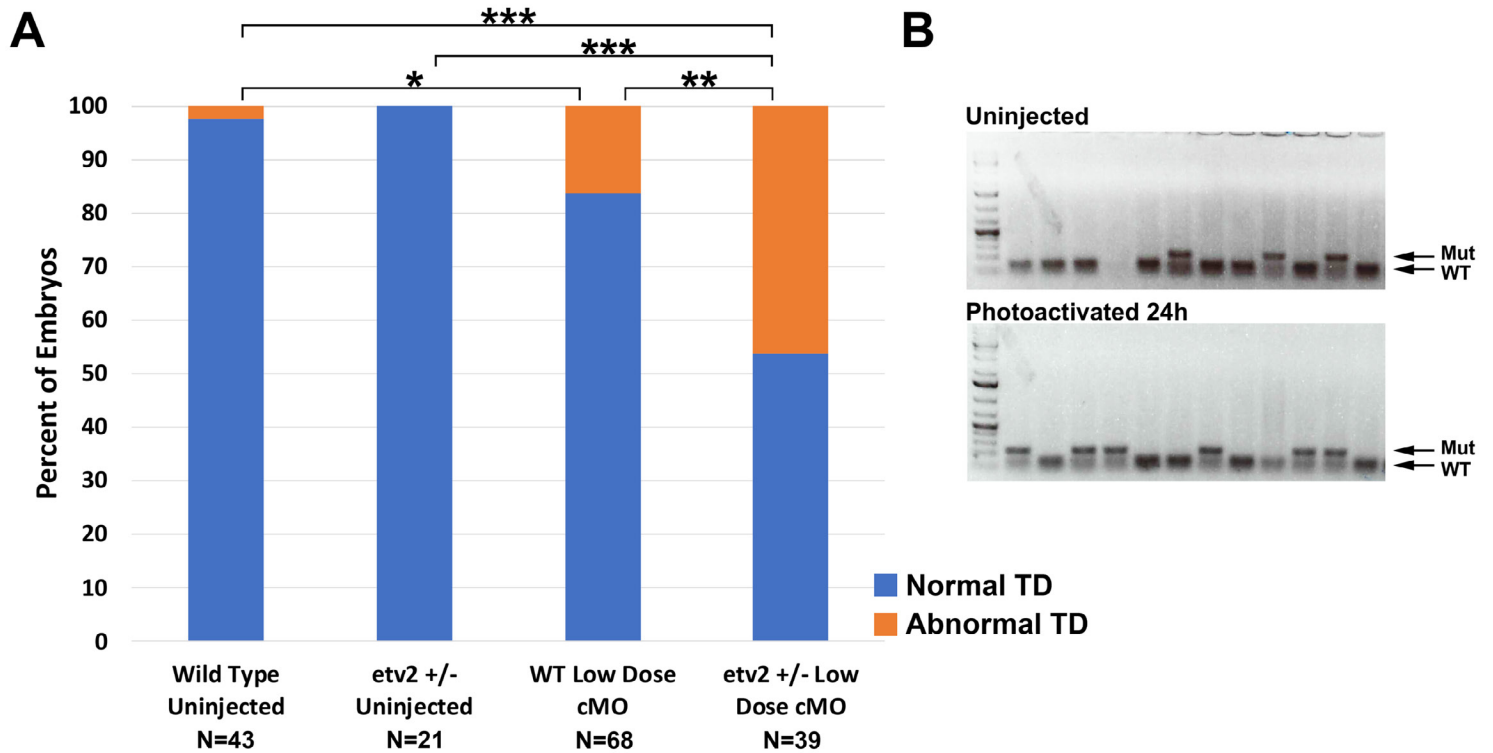 A
B
***
***
*
**
100
90
80
70
60
50
40
30
20
10
0
Percent of Embryos
Wild Type
Uninjected
N=43
etv2 +/-
Uninjected
N=21
WT Low Dose
cMO
N=68
etv2 +/- Low
Dose cMO
N=39
Normal TD
Abnormal TD
Uninjected
Mut
WT
Photoactivated 24h
Mut
WT